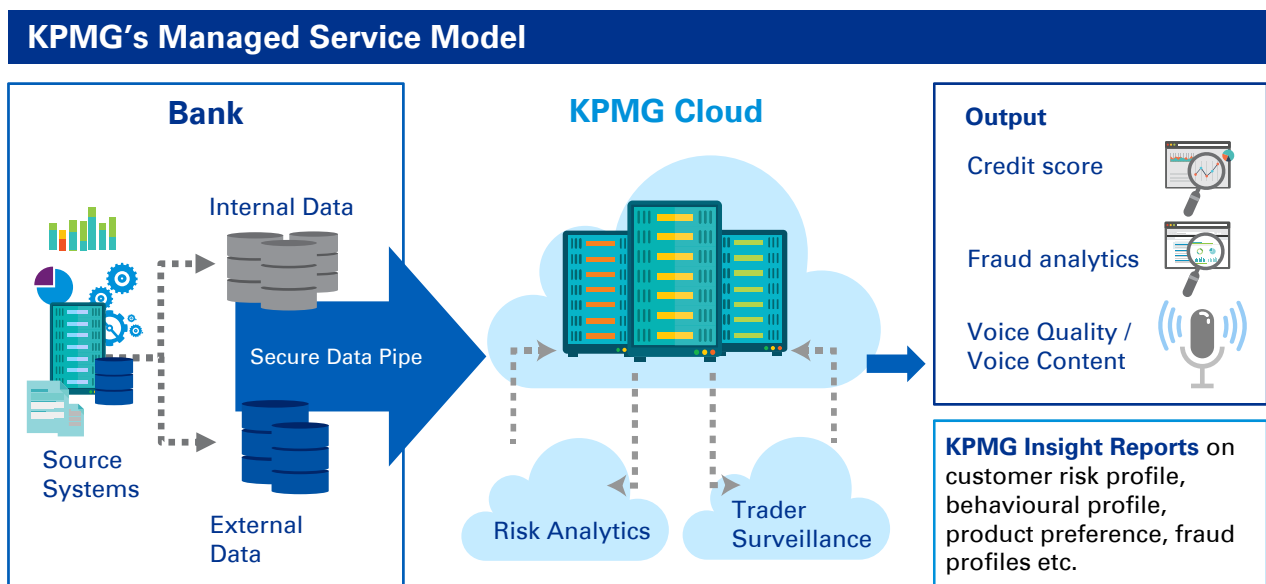 KPMG’s Managed Service Model
Bank
Internal Data
Secure Data Pipe
Source
Systems
External
Data
KPMG Cloud
Risk Analytics
Trader
Surveillance
Output
Credit score
Fraud analytics
Voice Quality /
Voice Content
KPMG Insight Reports on
customer risk profile,
behavioural profile,
product preference, fraud
profiles etc.